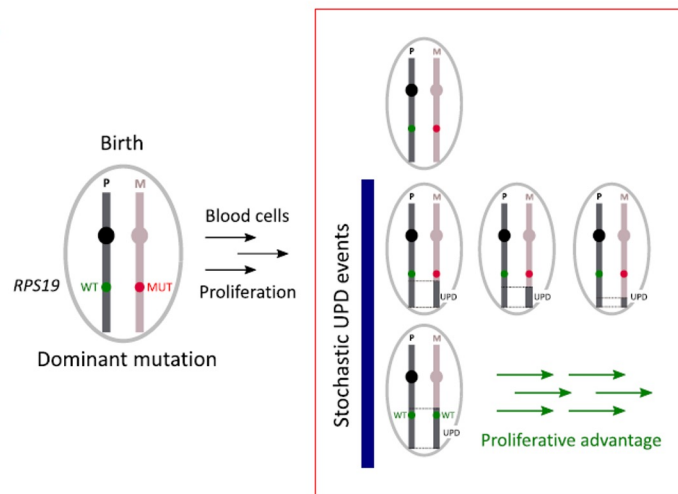 Birth
P M
RPS19 WT MUT
Dominant mutation
Blood cells
Proliferation
Stochastic UPD events
P M
P M
UPD
P M
UPD
P M
UPD
P M
WT WT
UPD
Proliferative advantage